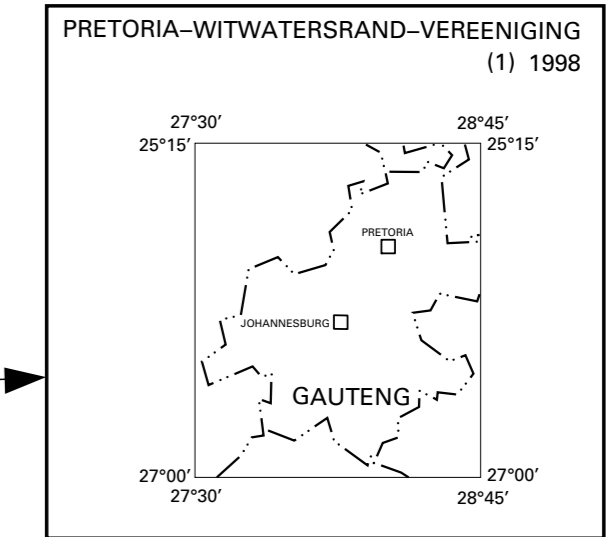 PRETORIA–WITWATERSRAND–VEREENIGING
(1) 1998
27°30′ 28°45′
25°15′ 25°15′
PRETORIA
JOHANNESBURG
GAUTENG
27°00′ 27°00′
27°30′ 28°45′